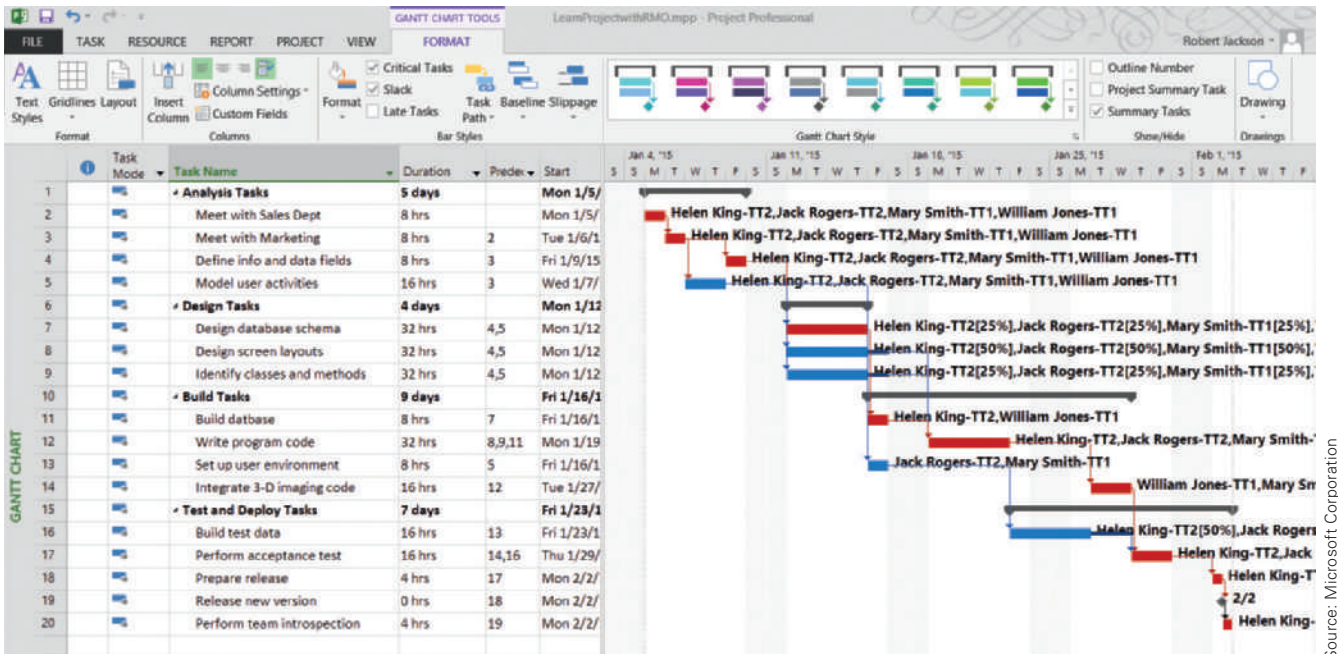 GANTT CHART TOOLS
LearnProjectwithRMO.mpp - Project Professional
FILE TASK RESOURCE REPORT PROJECT VIEW FORMAT Robert Jackson
Text Styles
Gridlines
Layout
Format
Insert Column
Column Settings
Custom Fields
Columns
Format
Critical Tasks
Slack
Late Tasks
Task Path
Baseline
Slippage
Bar Styles
Gantt Chart Style
Outline Number
Project Summary Task
Summary Tasks
Show/Hide
Drawing
Drawings
Task Mode Task Name Duration Predec Start
Jan 4, '15 Jan 11, '15 Jan 18, '15 Jan 25, '15 Feb 1, '15
S S M T W T F S S M T W T F S S M T W T F S S M T W T F S S M T W T F
1 Analysis Tasks 5 days Mon 1/5/
2 Meet with Sales Dept 8 hrs Mon 1/5/ Helen King-TT2,Jack Rogers-TT2,Mary Smith-TT1,William Jones-TT1
3 Meet with Marketing 8 hrs 2 Tue 1/6/1 Helen King-TT2,Jack Rogers-TT2,Mary Smith-TT1,William Jones-TT1
4 Define info and data fields 8 hrs 3 Fri 1/9/15 Helen King-TT2,Jack Rogers-TT2,Mary Smith-TT1,William Jones-TT1
5 Model user activities 16 hrs 3 Wed 1/7/ Helen King-TT2,Jack Rogers-TT2,Mary Smith-TT1,William Jones-TT1
6 Design Tasks 4 days Mon 1/12
7 Design database schema 32 hrs 4,5 Mon 1/12 Helen King-TT2[25%],Jack Rogers-TT2[25%],Mary Smith-TT1[25%],
8 Design screen layouts 32 hrs 4,5 Mon 1/12 Helen King-TT2[50%],Jack Rogers-TT2[50%],Mary Smith-TT1[50%],
9 Identify classes and methods 32 hrs 4,5 Mon 1/12 Helen King-TT2[25%],Jack Rogers-TT2[25%],Mary Smith-TT1[25%],
10 Build Tasks 9 days Fri 1/16/1
11 Build datbase 8 hrs 7 Fri 1/16/1 Helen King-TT2,William Jones-TT1
12 Write program code 32 hrs 8,9,11 Mon 1/19 Helen King-TT2,Jack Rogers-TT2,Mary Smith-
13 Set up user environment 8 hrs 5 Fri 1/16/1 Jack Rogers-TT2,Mary Smith-TT1
14 Integrate 3-D imaging code 16 hrs 12 Tue 1/27/ William Jones-TT1,Mary Sm
15 Test and Deploy Tasks 7 days Fri 1/23/1
16 Build test data 16 hrs 13 Fri 1/23/1 Helen King-TT2[50%],Jack Rogers
17 Perform acceptance test 16 hrs 14,16 Thu 1/29/ Helen King-TT2,Jack
18 Prepare release 4 hrs 17 Mon 2/2/ Helen King-T
19 Release new version 0 hrs 18 Mon 2/2/ 2/2
20 Perform team introspection 4 hrs 19 Mon 2/2/ Helen King-
GANTT CHART
Source: Microsoft Corporation